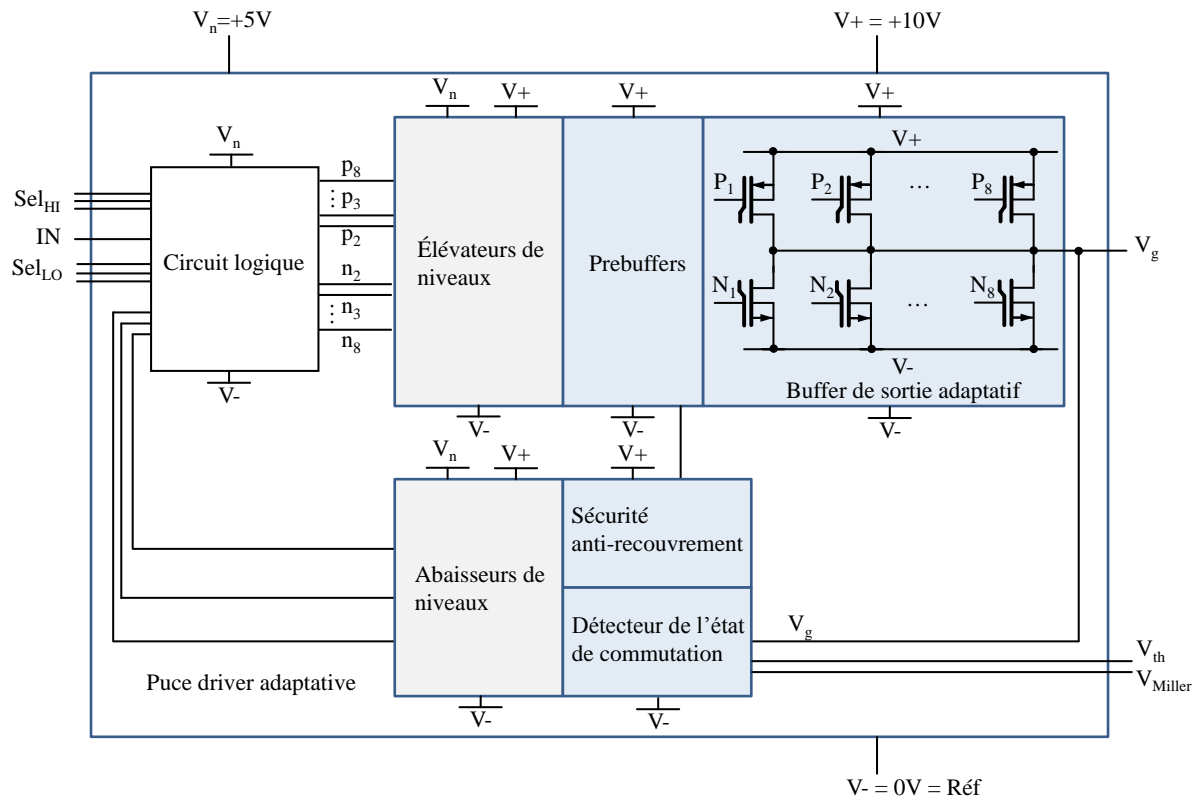 Vn=+5V
V+ = +10V
Vn
V+
V+
V+
Vn
V+
SelHI
IN
SelLO
Circuit logique
p8
⋮ p3
p2
n2
⋮ n3
n8
V-
Élévateurs de
niveaux
Prebuffers
P1
P2
…
P8
N1
N2
…
N8
V-
Buffer de sortie adaptatif
Vg
V-
V-
V-
Vn
V+
V+
Sécurité
anti-recouvrement
Abaisseurs de
niveaux
Détecteur de l'état
de commutation
Vg
Vth
VMiller
Puce driver adaptative
V-
V-
V- = 0V = Réf